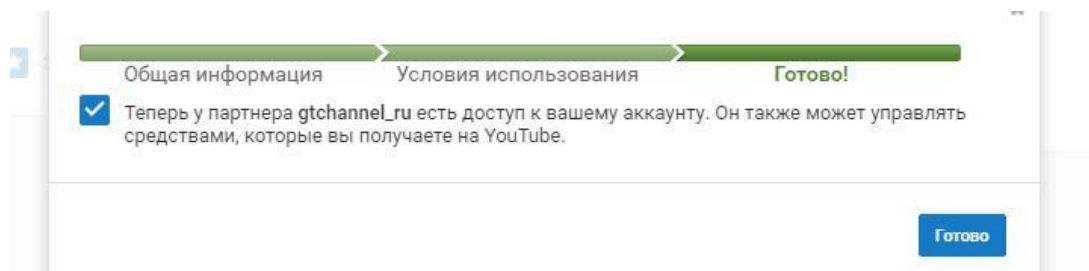 Общая информация
Условия использования
Готово!
Теперь у партнера gtchannel_ru есть доступ к вашему аккаунту. Он также может управлять
средствами, которые вы получаете на YouTube.
Готово